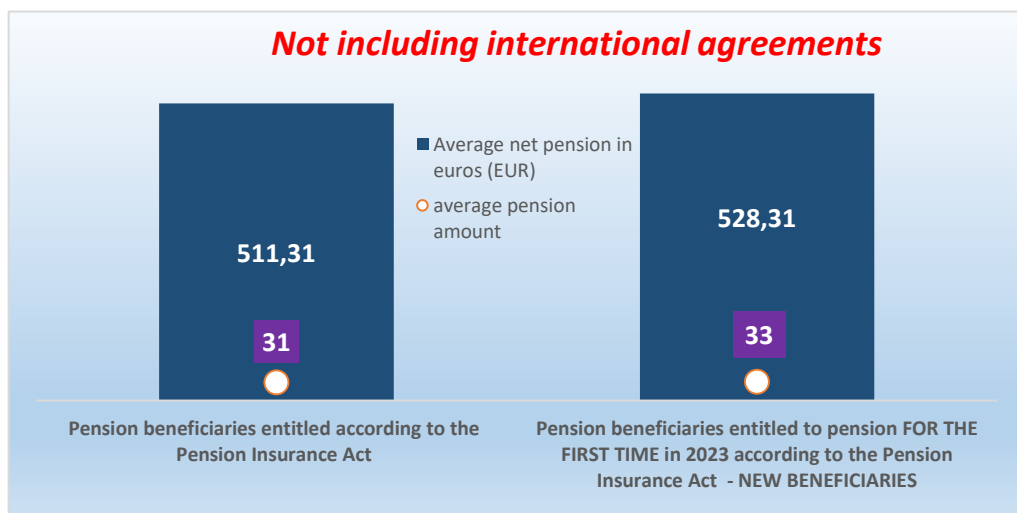 Not including international agreements
Average net pension in
euros (EUR)
average pension
amount
511,31
528,31
31
33
Pension beneficiaries entitled according to the
Pension Insurance Act
Pension beneficiaries entitled to pension FOR THE
FIRST TIME in 2023 according to the Pension
Insurance Act - NEW BENEFICIARIES